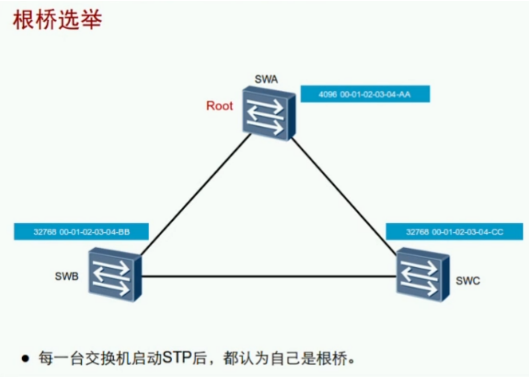 根桥选举
SWA
4096 00-01-02-03-04-AA
Root
32768 00-01-02-03-04-BB
32768 00-01-02-03-04-CC
SWB
SWC
● 每一台交换机启动STP后，都认为自己是根桥。